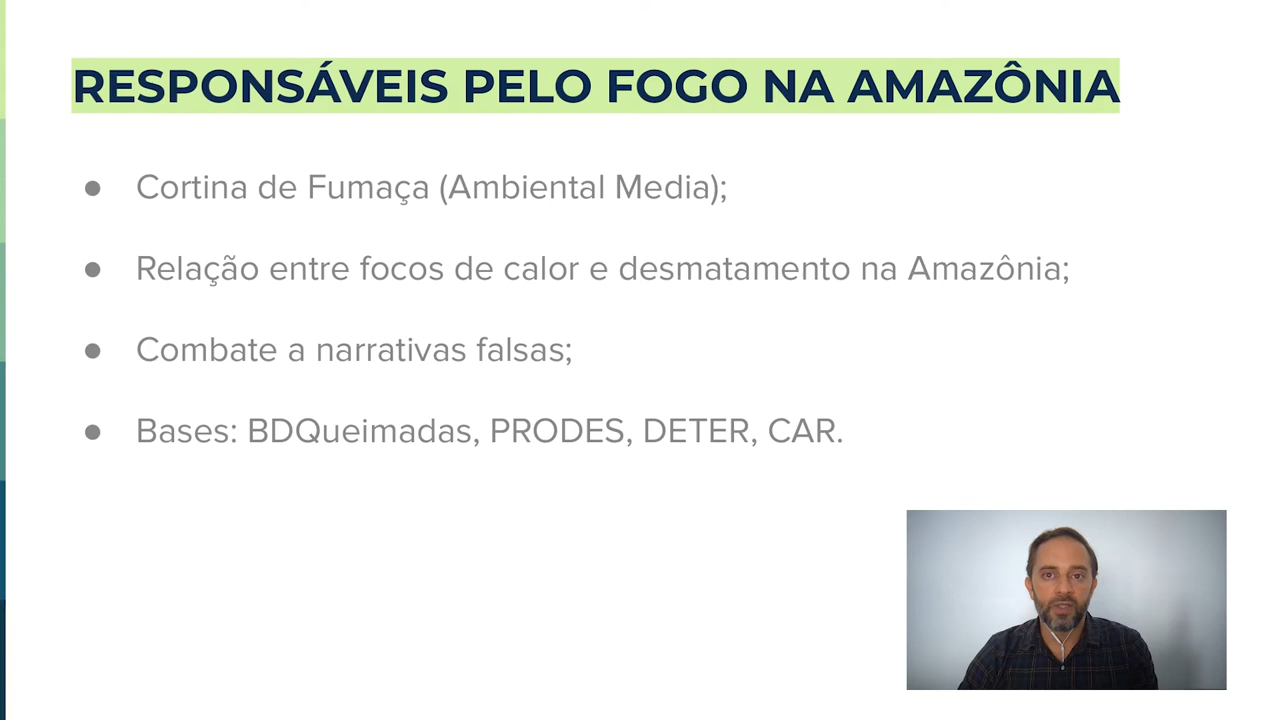 RESPONSÁVEIS PELO FOGO NA AMAZÔNIA
● Cortina de Fumaça (Ambiental Media);
● Relação entre focos de calor e desmatamento na Amazônia;
● Combate a narrativas falsas;
● Bases: BDQueimadas, PRODES, DETER, CAR.